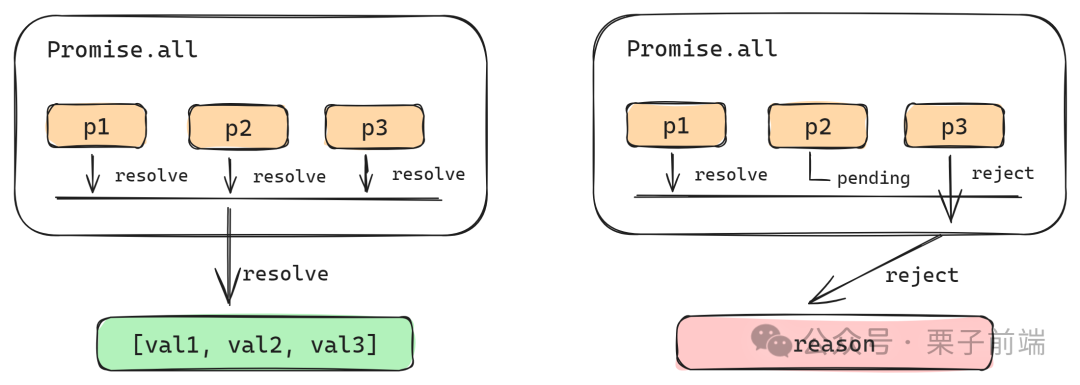 Promise.all
p1
p2
p3
resolve
resolve
resolve
resolve
[val1, val2, val3]
Promise.all
p1
p2
p3
resolve
pending
reject
reject
reason
公众号 · 栗子前端